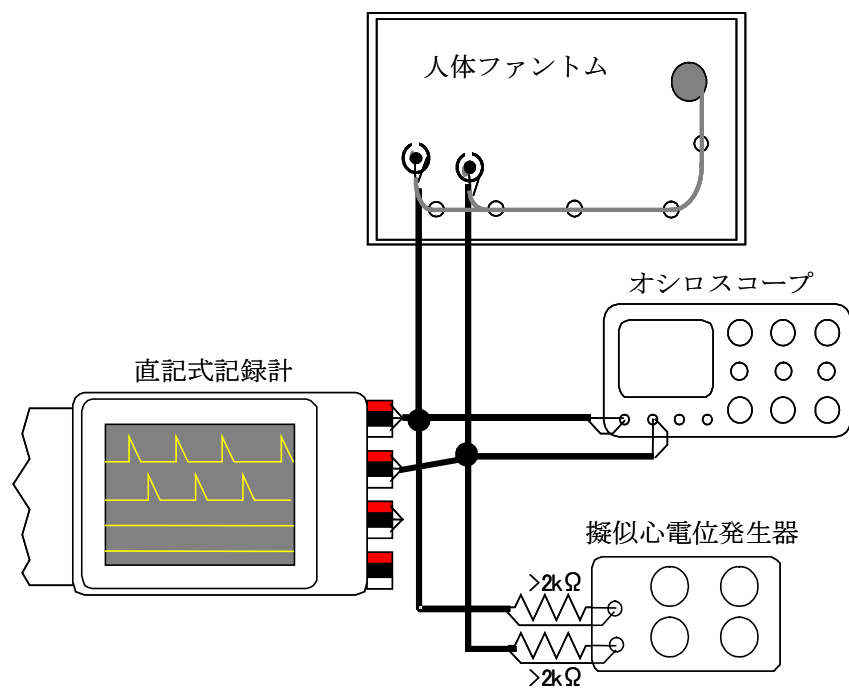 人体ファントム
オシロスコープ
直記式記録計
擬似心電位発生器
>2kΩ
>2kΩ